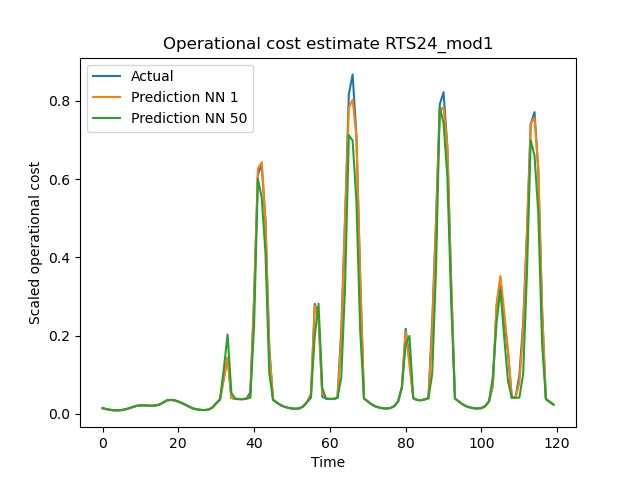 Operational cost estimate RTS24_mod1
Actual
Prediction NN 1
Prediction NN 50
Scaled operational cost
0.8
0.6
0.4
0.2
0.0
0 20 40 60 80 100 120
Time